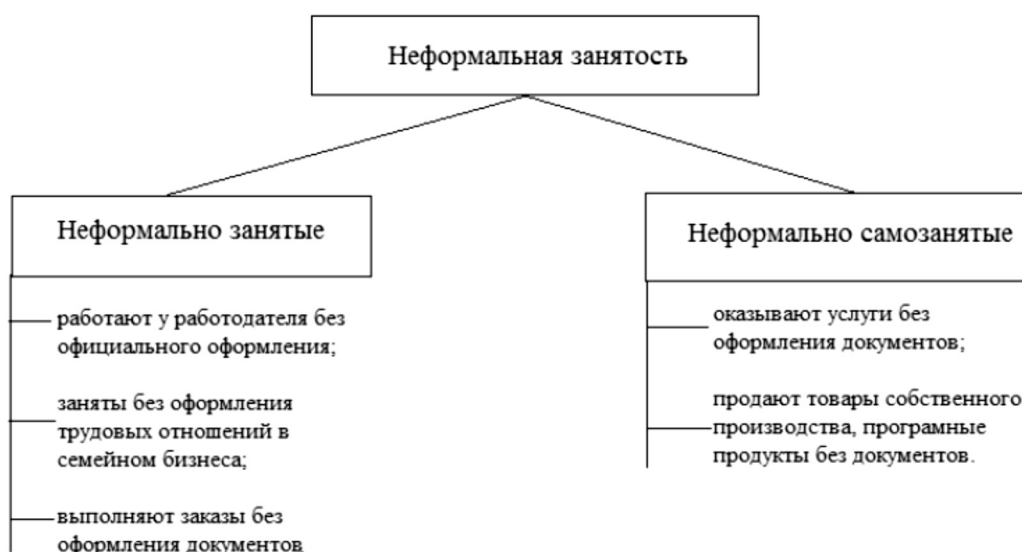 Неформальная занятость
Неформально занятые
работают у работодателя без
официального оформления;
заняты без оформления
трудовых отношений в
семейном бизнеса;
выполняют заказы без
оформления документов
Неформально самозанятые
оказывают услуги без
оформления документов;
продают товары собственного
производства, програмные
продукты без документов.